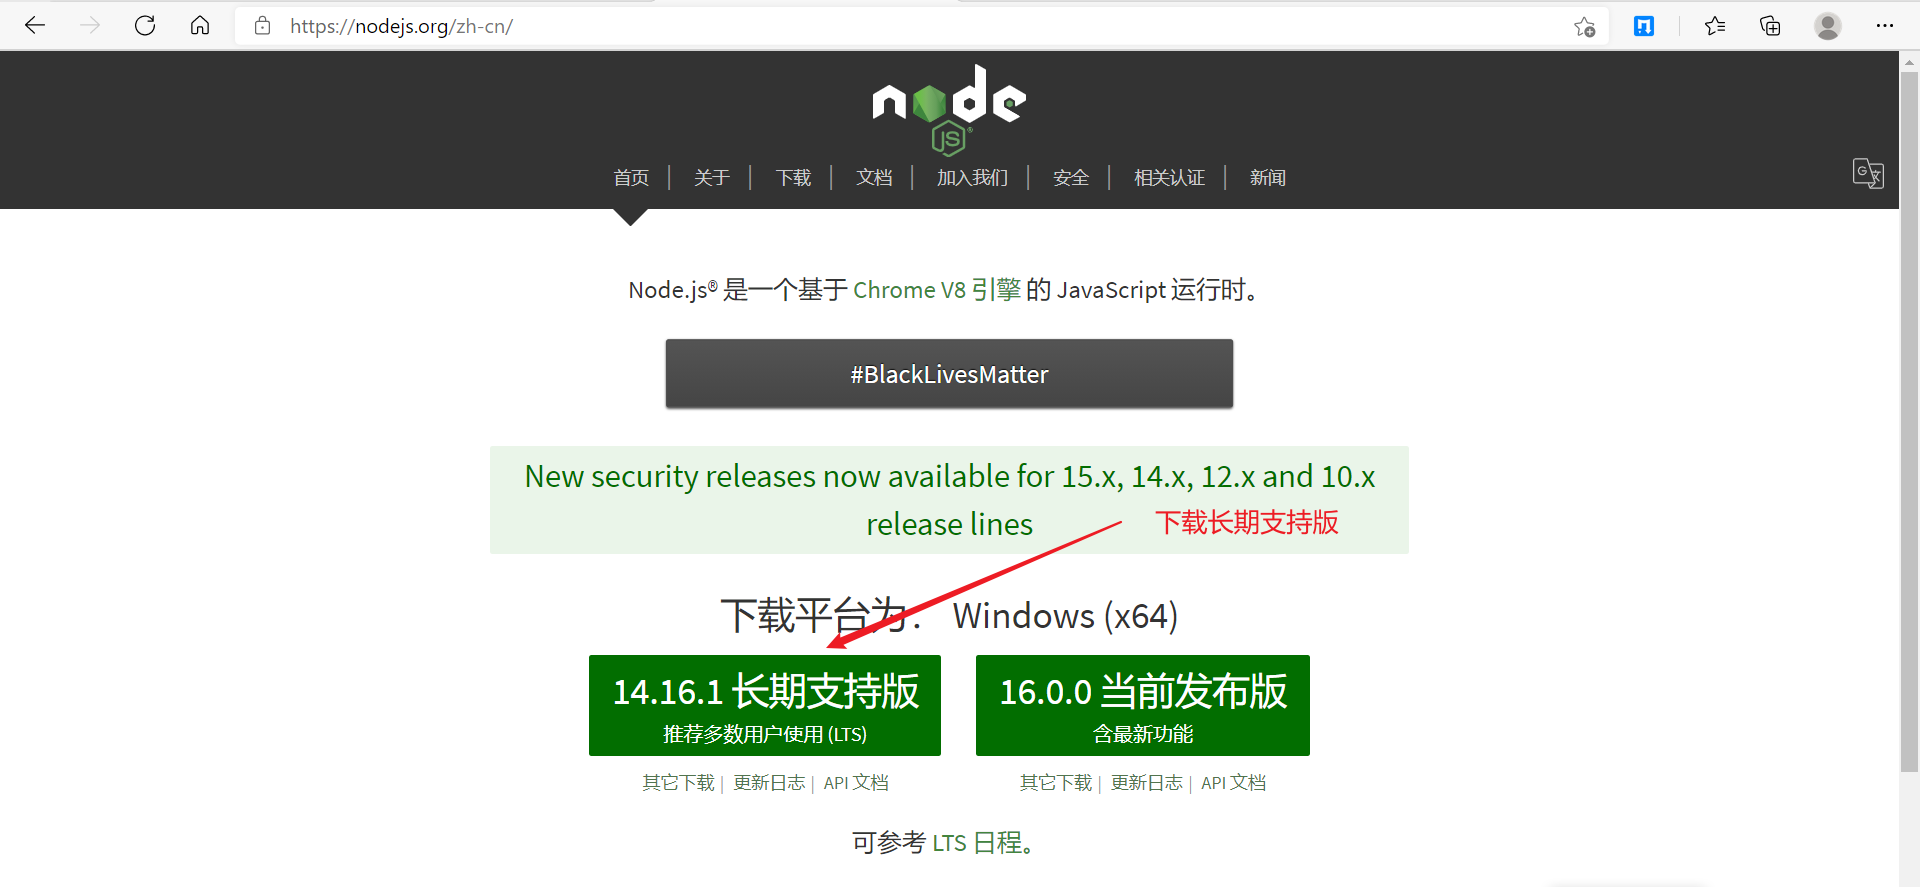 https://nodejs.org/zh-cn/
node
JS®
首页 | 关于 | 下载 | 文档 | 加入我们 | 安全 | 相关认证 | 新闻
Node.js® 是一个基于 Chrome V8 引擎 的 JavaScript 运行时。
#BlackLivesMatter
New security releases now available for 15.x, 14.x, 12.x and 10.x
release lines
下载长期支持版
下载平台为： Windows (x64)
14.16.1 长期支持版
推荐多数用户使用 (LTS)
16.0.0 当前发布版
含最新功能
其它下载 | 更新日志 | API 文档
其它下载 | 更新日志 | API 文档
可参考 LTS 日程。